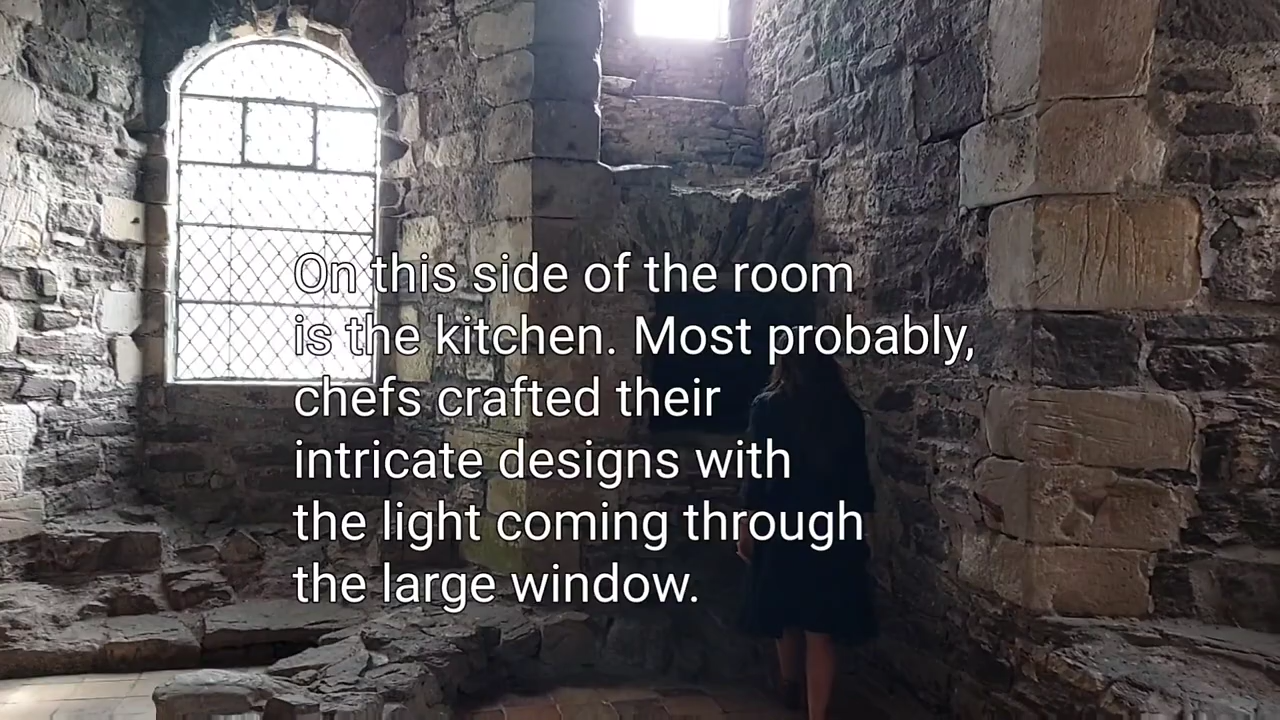 On this side of the room
is the kitchen. Most probably,
chefs crafted their
intricate designs with
the light coming through
the large window.